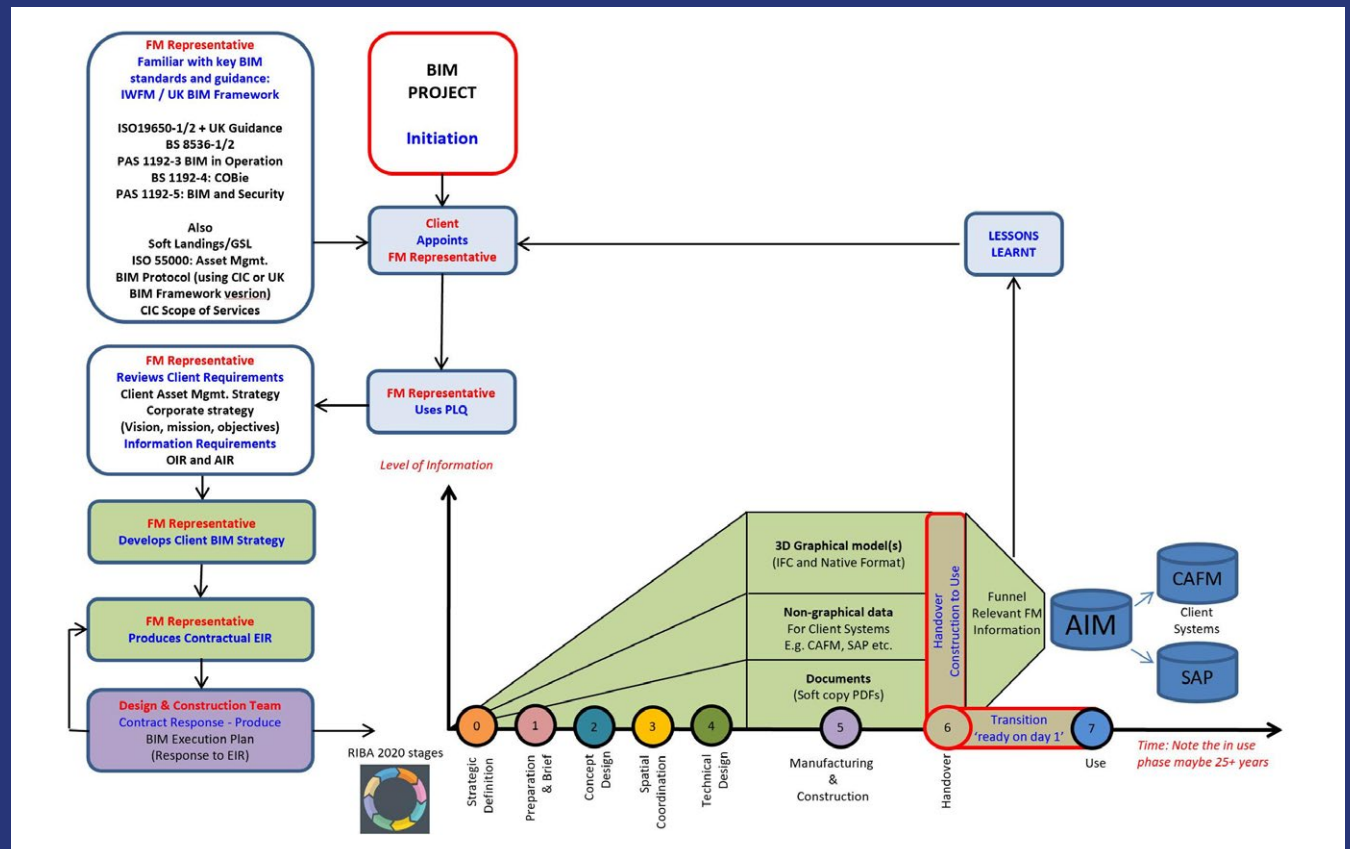 FM Representative
Familiar with key BIM
standards and guidance:
IWFM / UK BIM Framework
ISO19650-1/2 + UK Guidance
BS 8536-1/2
PAS 1192-3 BIM in Operation
BS 1192-4: COBie
PAS 1192-5: BIM and Security
Also
Soft Landings/GSL
ISO 55000: Asset Mgmt.
BIM Protocol (using CIC or UK
BIM Framework vesrion)
CIC Scope of Services
BIM
PROJECT
Initiation
Client
Appoints
FM Representative
LESSONS
LEARNT
FM Representative
Uses PLQ
FM Representative
Reviews Client Requirements
Client Asset Mgmt. Strategy
Corporate strategy
(Vision, mission, objectives)
Information Requirements
OIR and AIR
FM Representative
Develops Client BIM Strategy
FM Representative
Produces Contractual EIR
Design & Construction Team
Contract Response - Produce
BIM Execution Plan
(Response to EIR)
RIBA 2020 stages
Level of Information
3D Graphical model(s)
(IFC and Native Format)
Non-graphical data
For Client Systems
E.g. CAFM, SAP etc.
Documents
(Soft copy PDFs)
Handover
Construction to Use
Funnel
Relevant FM
Information
AIM
CAFM
Client
Systems
SAP
0
1
2
3
4
5
6
Transition
'ready on day 1'
7
Strategic
Definition
Preparation
& Brief
Concept
Design
Spatial
Coordination
Technical
Design
Manufacturing
&
Construction
Handover
Use
Time: Note the in use
phase maybe 25+ years